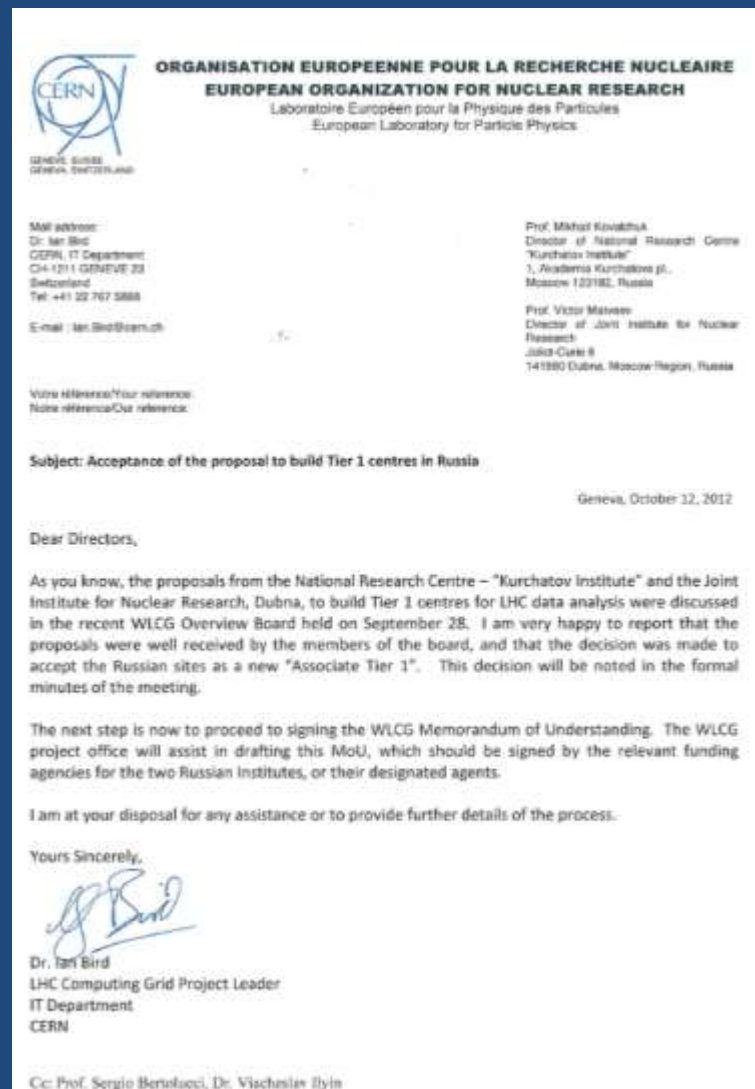 CERN
GENEVE, SUISSE
GENEVA, SWITZERLAND
ORGANISATION EUROPEENNE POUR LA RECHERCHE NUCLEAIRE
EUROPEAN ORGANIZATION FOR NUCLEAR RESEARCH
Laboratoire Européen pour la Physique des Particules
European Laboratory for Particle Physics
Mail address:
Dr. Ian Bird
CERN, IT Department
CH-1211 GENEVE 23
Switzerland
Tel: +41 22 767 5888
E-mail : Ian.Bird@cern.ch
Prof. Mikhail Kovalchuk
Director of National Research Centre
"Kurchatov Institute"
1, Akademia Kurchatova pl.,
Moscow 123182, Russia
Prof. Victor Matveev
Director of Joint Institute for Nuclear
Research
Joliot-Curie 6
141980 Dubna, Moscow Region, Russia
Votre référence/Your reference:
Notre référence/Our reference:
Subject: Acceptance of the proposal to build Tier 1 centres in Russia
Geneva, October 12, 2012
Dear Directors,
As you know, the proposals from the National Research Centre – "Kurchatov Institute" and the Joint
Institute for Nuclear Research, Dubna, to build Tier 1 centres for LHC data analysis were discussed
in the recent WLCG Overview Board held on September 28. I am very happy to report that the
proposals were well received by the members of the board, and that the decision was made to
accept the Russian sites as a new "Associate Tier 1". This decision will be noted in the formal
minutes of the meeting.
The next step is now to proceed to signing the WLCG Memorandum of Understanding. The WLCG
project office will assist in drafting this MoU, which should be signed by the relevant funding
agencies for the two Russian Institutes, or their designated agents.
I am at your disposal for any assistance or to provide further details of the process.
Yours Sincerely,
Dr. Ian Bird
LHC Computing Grid Project Leader
IT Department
CERN
Cc: Prof. Sergio Bertolucci, Dr. Viacheslav Ilyin